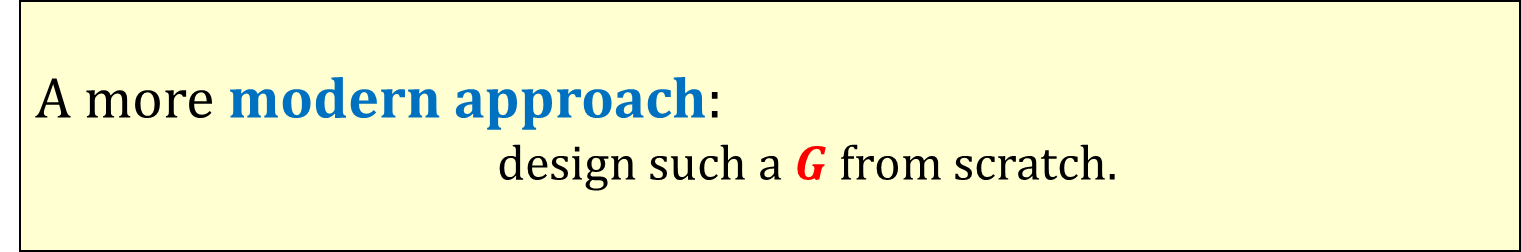 A more modern approach:
design such a G from scratch.